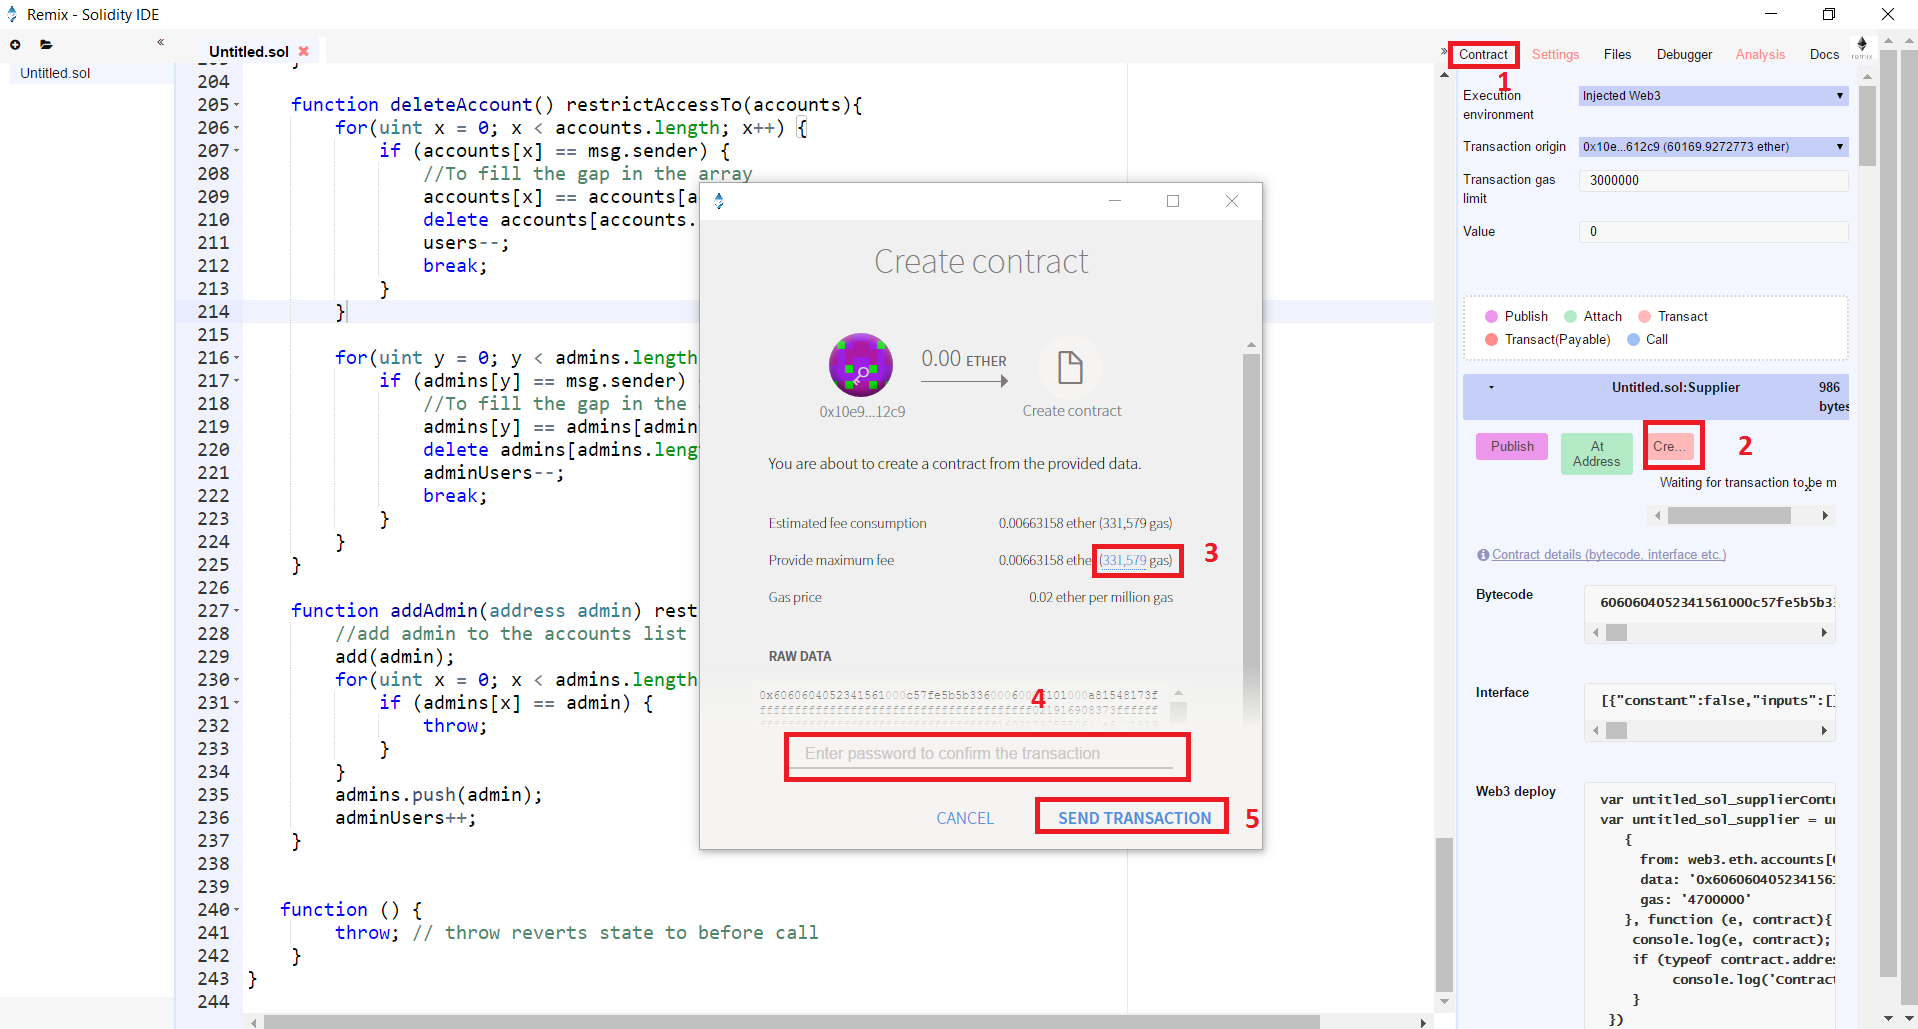 Remix - Solidity IDE
Untitled.sol
Untitled.sol
204
205 function deleteAccount() restrictAccessTo(accounts){
206 for(uint x = 0; x < accounts.length; x++) {
207 if (accounts[x] == msg.sender) {
208 //To fill the gap in the array
209 accounts[x] == accounts[a
210 delete accounts[accounts.
211 users--;
212 break;
213 }
214 }
215
216 for(uint y = 0; y < admins.length
217 if (admins[y] == msg.sender)
218 //To fill the gap in the
219 admins[y] == admins[admin
220 delete admins[admins.leng
221 adminUsers--;
222 break;
223 }
224 }
225 }
226
227 function addAdmin(address admin) rest
228 //add admin to the accounts list
229 add(admin);
230 for(uint x = 0; x < admins.length
231 if (admins[x] == admin) {
232 throw;
233 }
234 }
235 admins.push(admin);
236 adminUsers++;
237 }
238
239
240 function () {
241 throw; // throw reverts state to before call
242 }
243 }
244
Create contract
0.00 ETHER
0x10e9...12c9
Create contract
You are about to create a contract from the provided data.
Estimated fee consumption 0.00663158 ether (331,579 gas)
Provide maximum fee 0.00663158 ether (331,579 gas)
3
Gas price 0.02 ether per million gas
RAW DATA
4
Enter password to confirm the transaction
CANCEL
SEND TRANSACTION
5
Contract Settings Files Debugger Analysis Docs
remix
1
Execution environment
Injected Web3
Transaction origin
0x10e...612c9 (60169.9272773 ether)
Transaction gas limit
3000000
Value
0
Publish Attach Transact
Transact(Payable) Call
Untitled.sol:Supplier
986 bytes
Publish
At Address
Cre...
2
Waiting for transaction to be m
Contract details (bytecode, interface etc.)
Bytecode
6060604052341561000c57fe5b5b33
Interface
[{"constant":false,"inputs":[]
Web3 deploy
var untitled_sol_supplierContr
var untitled_sol_supplier = un
{
from: web3.eth.accounts[0
data: '0x606060405234156
gas: '4700000'
}, function (e, contract){
console.log(e, contract);
if (typeof contract.addres
console.log('Contract
}
})